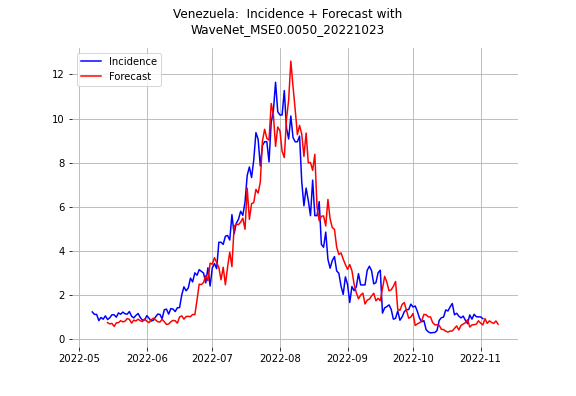 Venezuela:  Incidence + Forecast with
WaveNet_MSE0.0050_20221023
Incidence
Forecast
12
10
8
6
4
2
0
2022-05 2022-06 2022-07 2022-08 2022-09 2022-10 2022-11